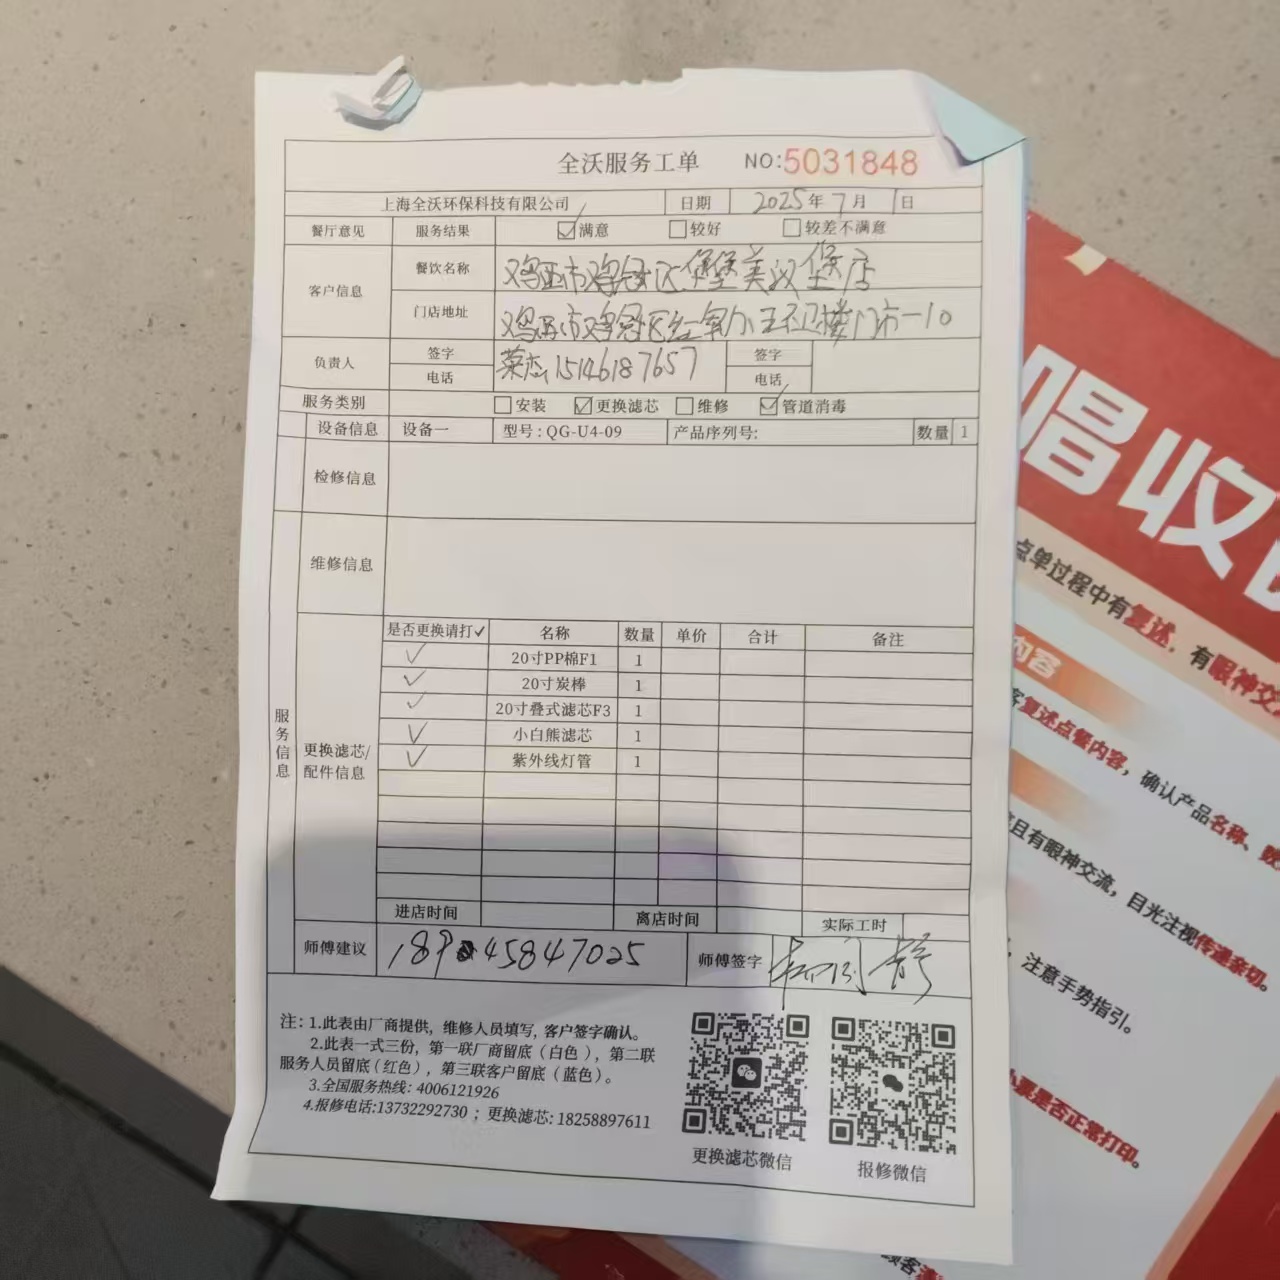 全沃服务工单 NO:5031848
上海全沃环保科技有限公司 日期 2025年7月1日
餐厅意见 服务结果 ☑满意 □较好 □较差不满意
客户信息 餐饮名称 鸡西市鸡冠区堡堡美汉堡店
门店地址 鸡西市鸡冠区红军小区环卫楼门市-10
负责人 签字 签字
电话 15146187657 电话
服务类别 □安装 ☑更换滤芯 □维修 ☑管道消毒
设备信息 设备一 型号:QG-U4-09 产品序列号: 数量 1
检修信息
维修信息
服务信息
更换滤芯/配件信息
是否更换请打✓ 名称 数量 单价 合计 备注
✓ 20寸PP棉F1 1
✓ 20寸炭棒 1
✓ 20寸叠式滤芯F3 1
✓ 小白熊滤芯 1
✓ 紫外线灯管 1
进店时间 离店时间 实际工时
师傅建议 18945847025 师傅签字
注：1.此表由厂商提供，维修人员填写，客户签字确认。
2.此表一式三份，第一联厂商留底（白色），第二联
服务人员留底（红色），第三联客户留底（蓝色）。
3.全国服务热线: 4006121926
4.报修电话:13732292730；更换滤芯: 18258897611
更换滤芯微信 报修微信
唱收
点单过程中有复述，有眼神交
内容
复述点餐内容，确认产品名称、数
且有眼神交流，目光注视传递亲切。
注意手势指引。
票是否正常打印。
顾客